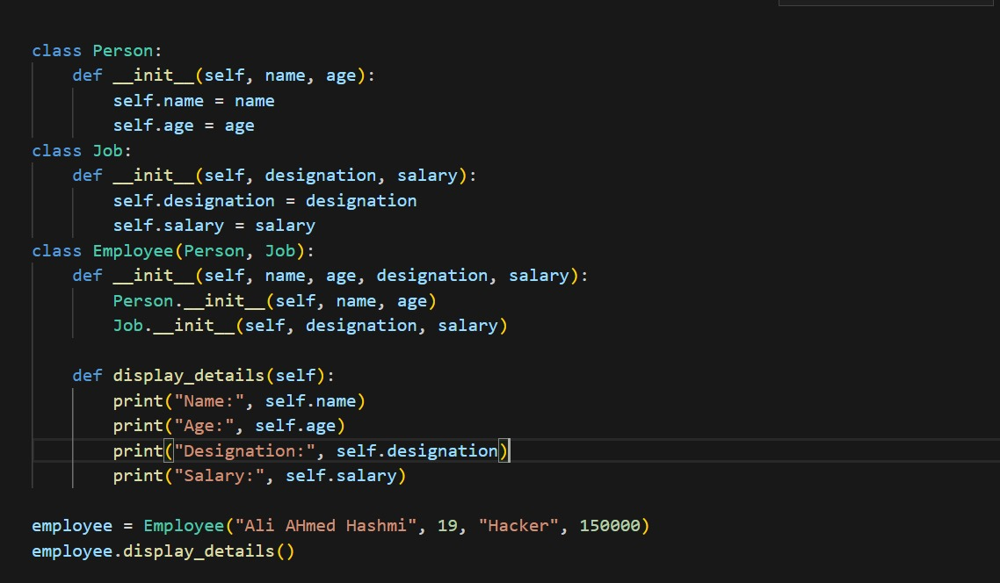 class Person:
    def __init__(self, name, age):
        self.name = name
        self.age = age
class Job:
    def __init__(self, designation, salary):
        self.designation = designation
        self.salary = salary
class Employee(Person, Job):
    def __init__(self, name, age, designation, salary):
        Person.__init__(self, name, age)
        Job.__init__(self, designation, salary)

    def display_details(self):
        print("Name:", self.name)
        print("Age:", self.age)
        print("Designation:", self.designation)
        print("Salary:", self.salary)

employee = Employee("Ali AHmed Hashmi", 19, "Hacker", 150000)
employee.display_details()